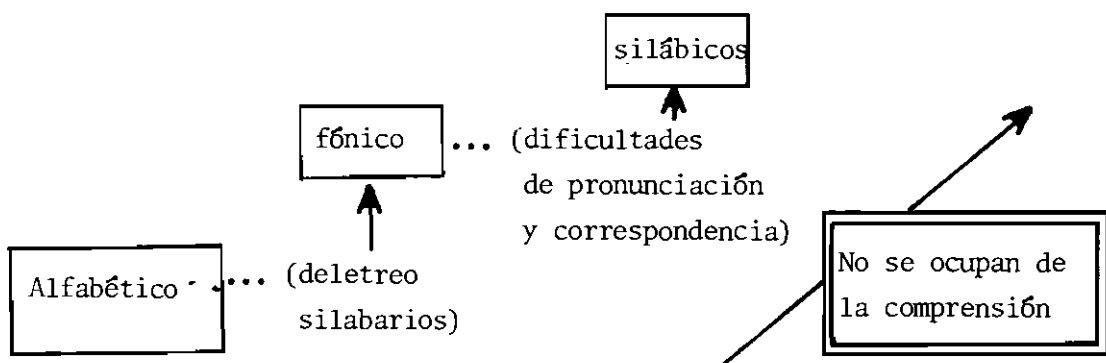 silábicos
fónico ... (dificultades
de pronunciación
y correspondencia)
Alfabético ... (deletreo
silabarios)
No se ocupan de
la comprensión